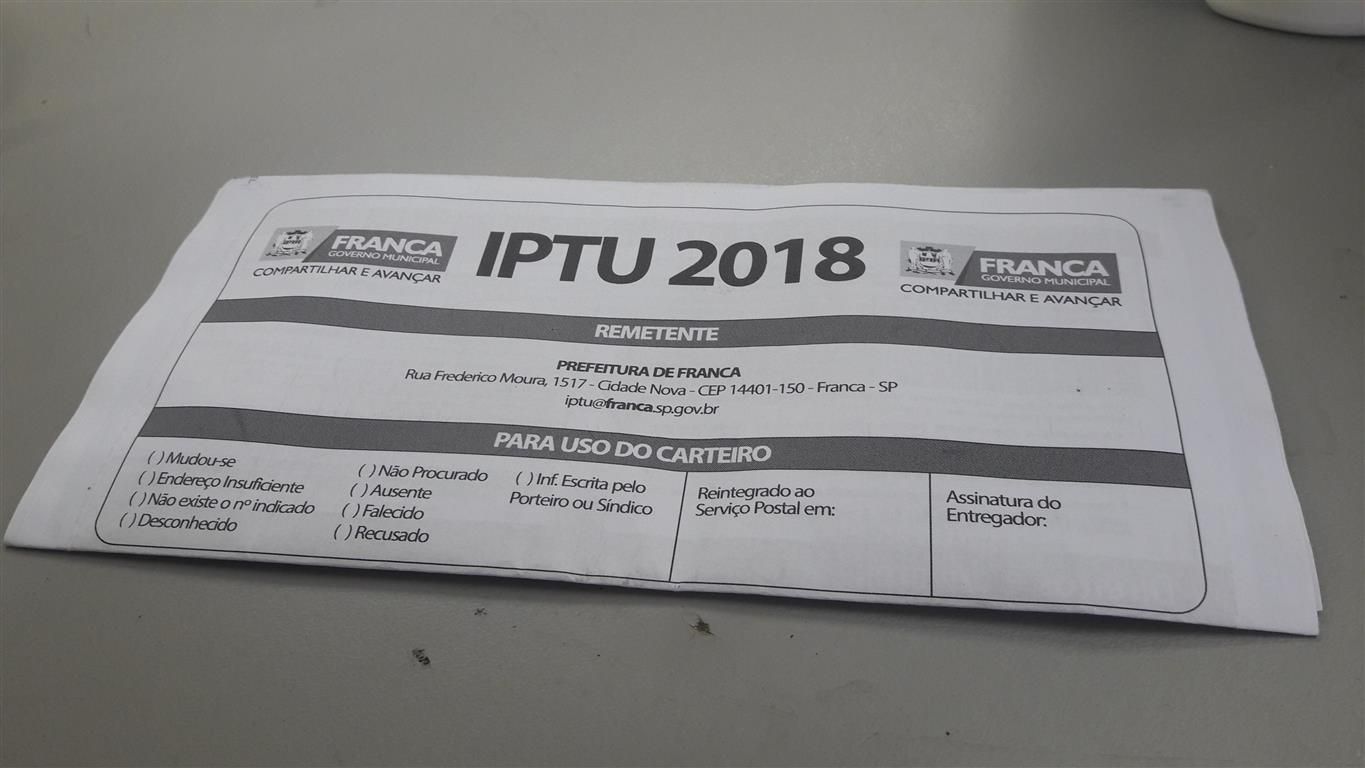 FRANCA
GOVERNO MUNICIPAL
COMPARTILHAR E AVANÇAR
IPTU 2018
FRANCA
GOVERNO MUNICIPAL
COMPARTILHAR E AVANÇAR
REMETENTE
PREFEITURA DE FRANCA
Rua Frederico Moura, 1517 - Cidade Nova - CEP 14401-150 - Franca - SP
iptu@franca.sp.gov.br
PARA USO DO CARTEIRO
( ) Mudou-se
( ) Endereço Insuficiente
( ) Não existe o nº indicado
( ) Desconhecido
( ) Não Procurado
( ) Ausente
( ) Falecido
( ) Recusado
( ) Inf. Escrita pelo
Porteiro ou Síndico
Reintegrado ao
Serviço Postal em:
Assinatura do
Entregador: